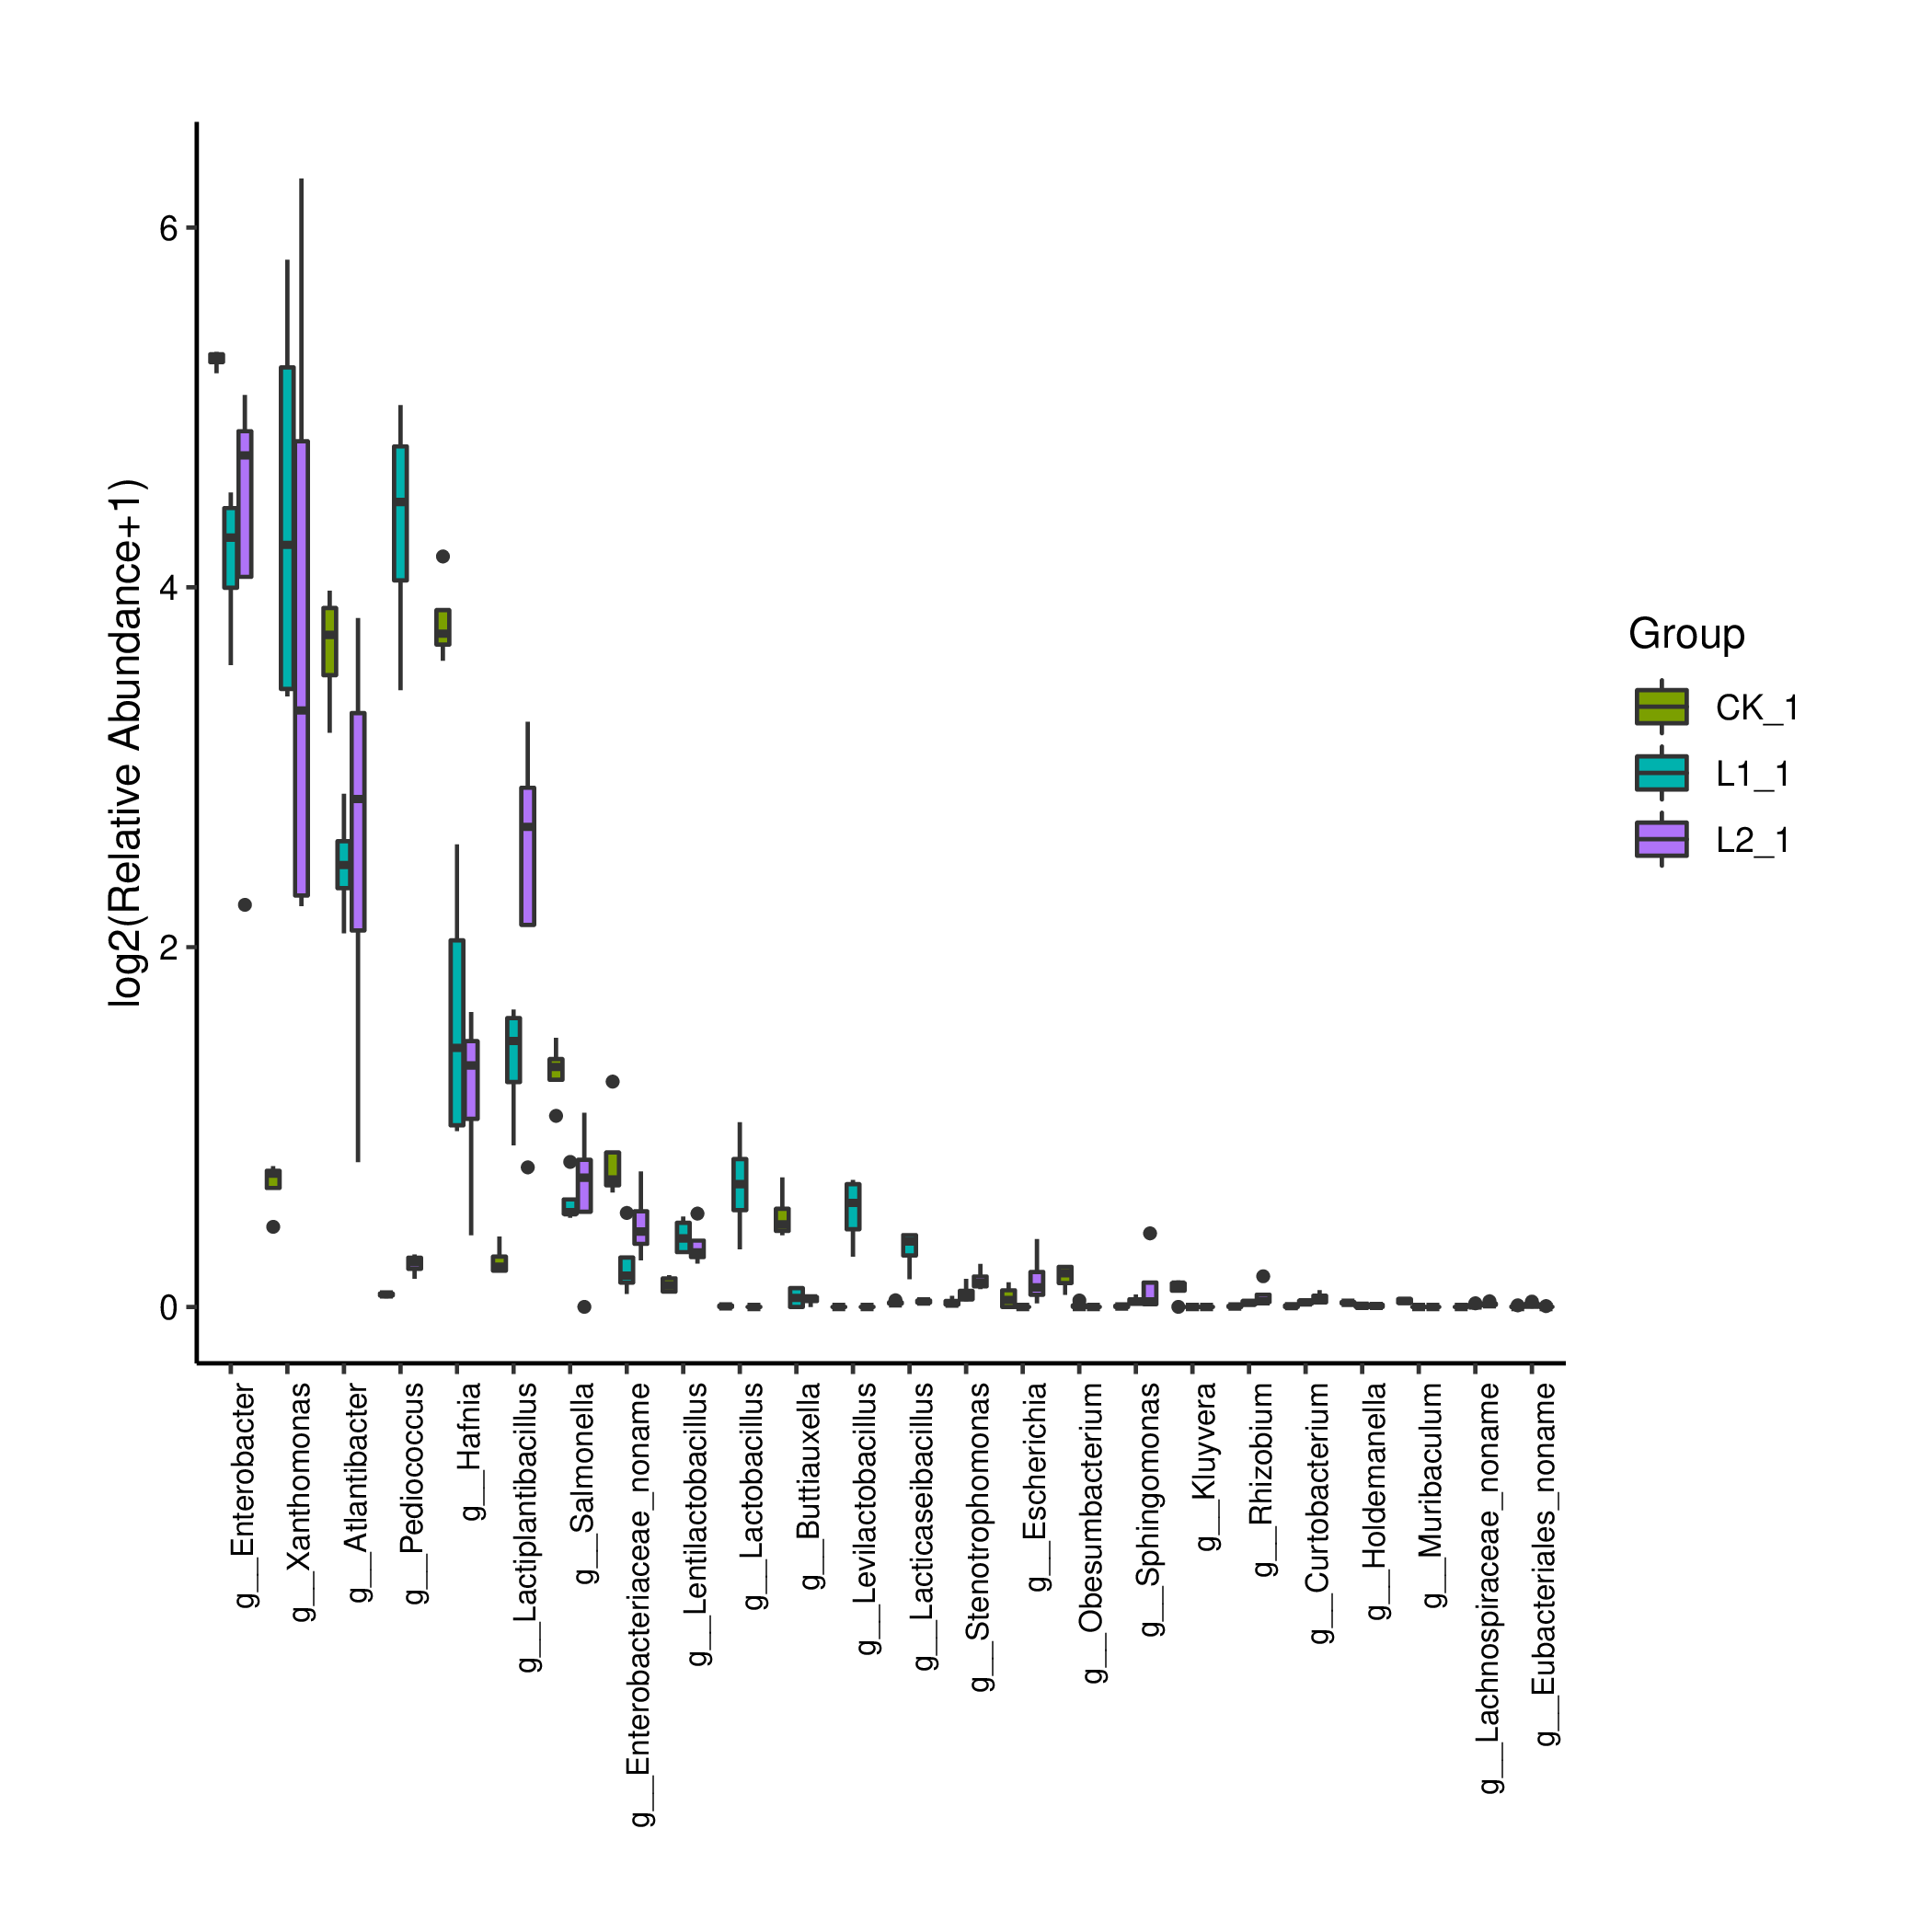 log2(Relative Abundance+1)
6
4
2
0
g__Enterobacter
g__Xanthomonas
g__Atlantibacter
g__Pediococcus
g__Hafnia
g__Lactiplantibacillus
g__Salmonella
g__Enterobacteriaceae_noname
g__Lentilactobacillus
g__Lactobacillus
g__Buttiauxella
g__Levilactobacillus
g__Lacticaseibacillus
g__Stenotrophomonas
g__Escherichia
g__Obesumbacterium
g__Sphingomonas
g__Kluyvera
g__Rhizobium
g__Curtobacterium
g__Holdemanella
g__Muribaculum
g__Lachnospiraceae_noname
g__Eubacteriales_noname
Group
CK_1
L1_1
L2_1